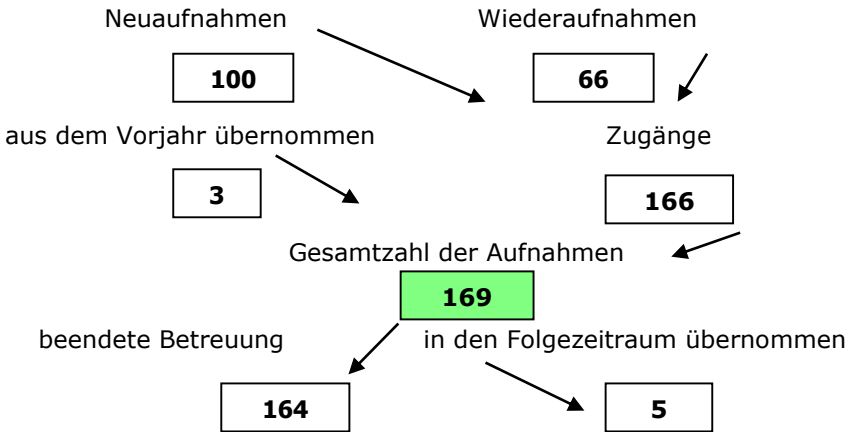 Neuaufnahmen Wiederaufnahmen
100 66
aus dem Vorjahr übernommen Zugänge
3 166
Gesamtzahl der Aufnahmen
169
beendete Betreuung in den Folgezeitraum übernommen
164 5